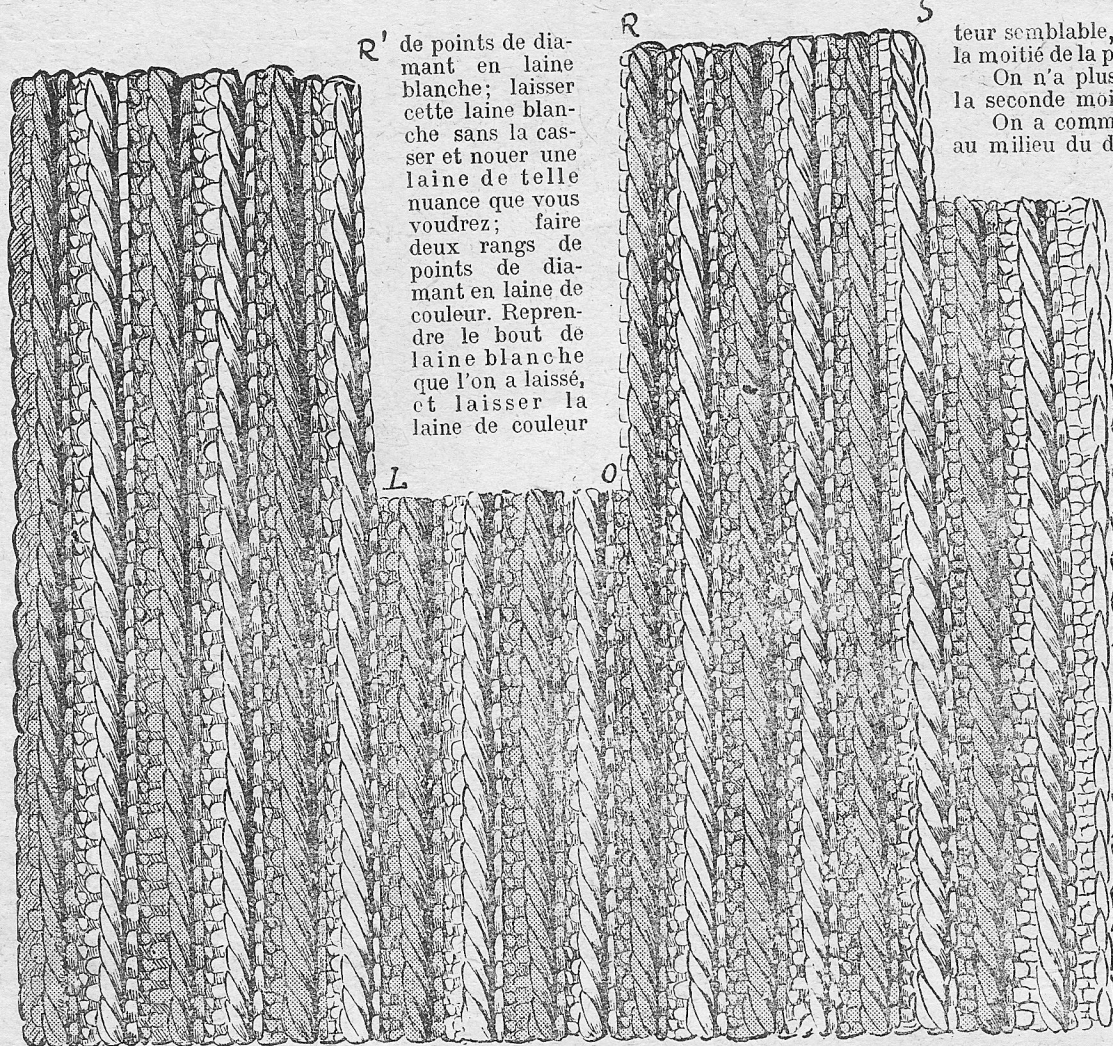 R'
de points de dia-
mant en laine
blanche; laisser
cette laine blan-
che sans la cas-
ser et nouer une
laine de telle
nuance que vous
voudrez; faire
deux rangs de
points de dia-
mant en laine de
couleur. Repren-
dre le bout de
laine blanche
que l'on a laissé,
et laisser la
laine de couleur
L
O
R
S
teur semblable,
la moitié de la p
On n'a plus
la seconde moi
On a comm
au milieu du d